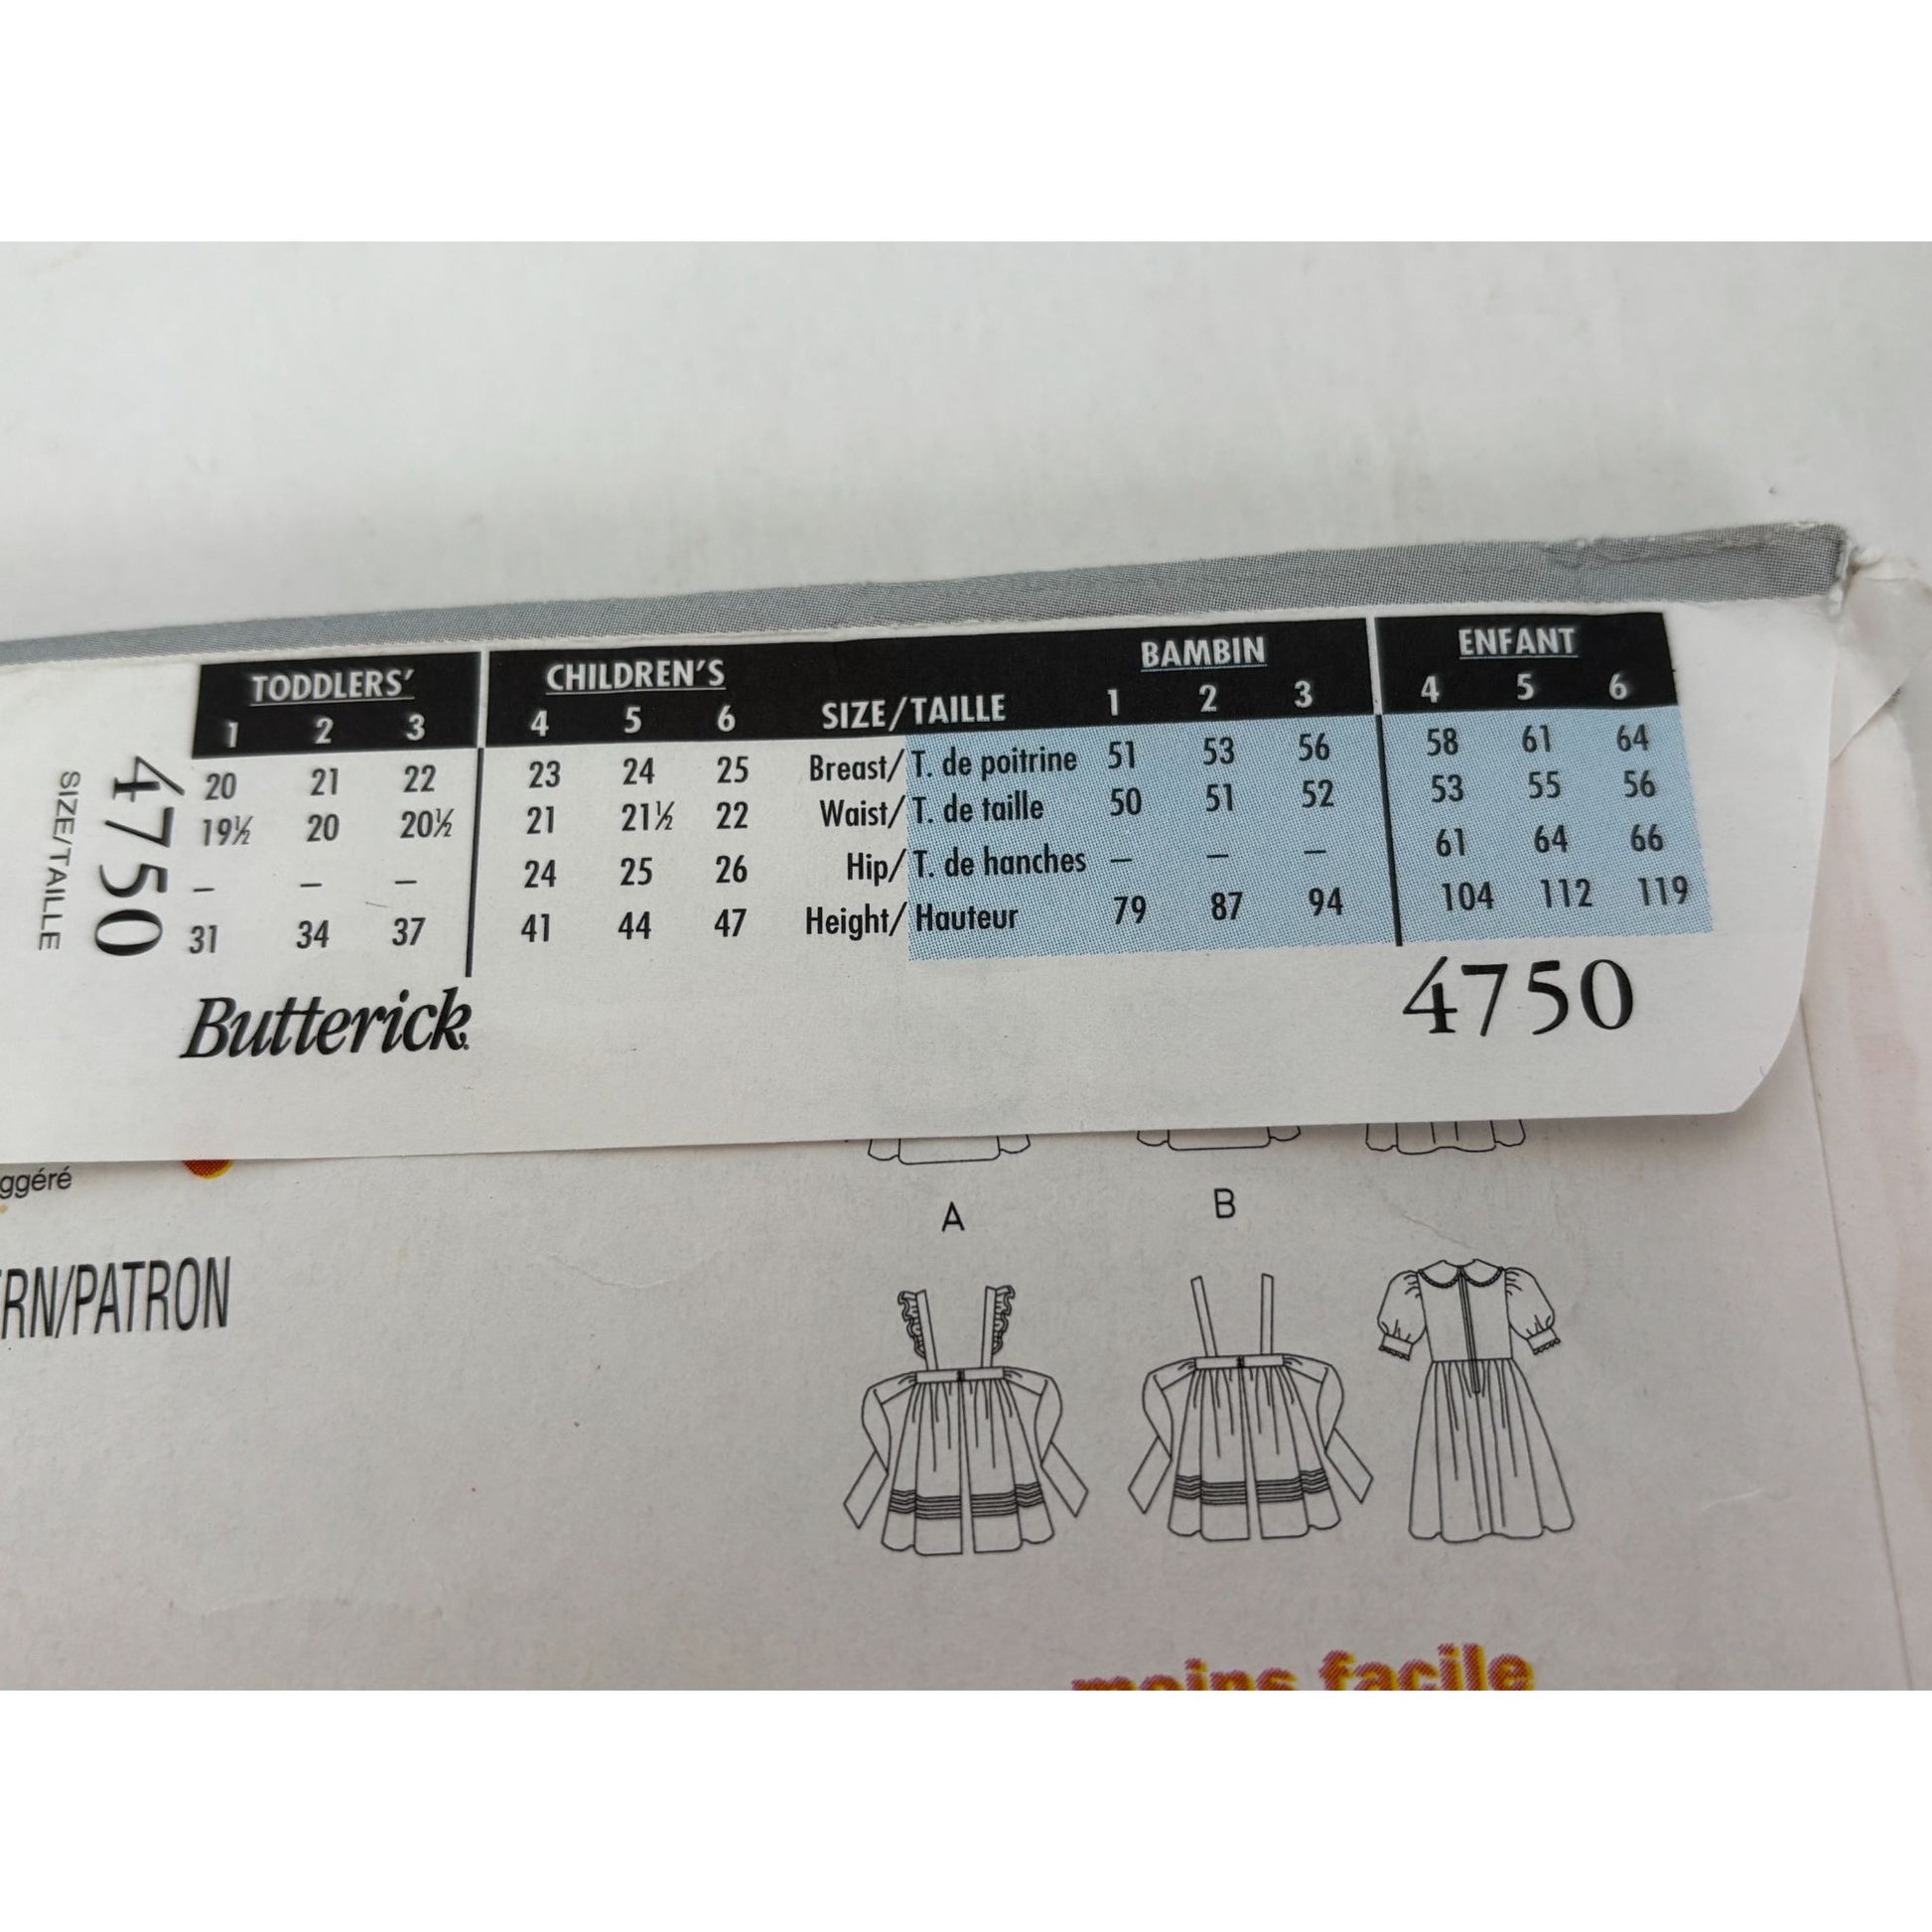 TODDLERS' CHILDREN'S BAMBIN ENFANT
1 2 3 4 5 6 SIZE/TAILLE 1 2 3 4 5 6
20 21 22 23 24 25 Breast/T. de poitrine 51 53 56 58 61 64
19½ 20 20½ 21 21½ 22 Waist/T. de taille 50 51 52 53 55 56
– – – 24 25 26 Hip/T. de hanches – – – 61 64 66
31 34 37 41 44 47 Height/Hauteur 79 87 94 104 112 119
4750
SIZE/TAILLE
Butterick 4750
ggéré
A B
RN/PATRON
moins facile